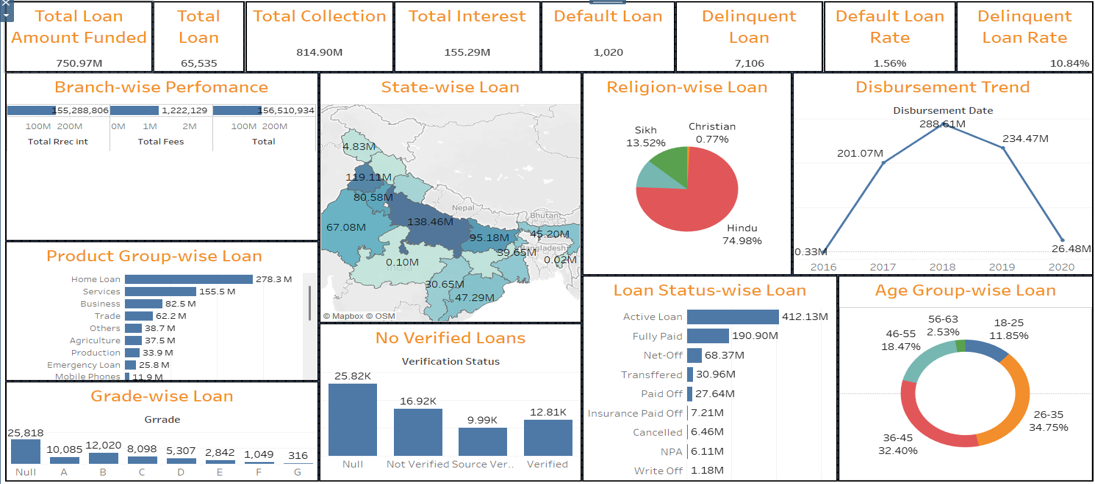 Total Loan
Amount Funded
750.97M
Total
Loan
65,535
Total Collection
814.90M
Total Interest
155.29M
Default Loan
1,020
Delinquent
Loan
7,106
Default Loan
Rate
1.56%
Delinquent
Loan Rate
10.84%
Branch-wise Perfomance
155,288,806
1,222,129
156,510,934
100M 200M
0M 1M 2M
100M 200M
Total Rrec int
Total Fees
Total
Product Group-wise Loan
Home Loan 278.3 M
Services 155.5 M
Business 82.5 M
Trade 62.2 M
Others 38.7 M
Agriculture 37.5 M
Production 33.9 M
Emergency Loan 25.8 M
Mobile Phones 11.9 M
Grade-wise Loan
Grrade
25,818
10,085
12,020
8,098
5,307
2,842
1,049
316
Null A B C D E F G
State-wise Loan
4.83M
119.11M
80.58M
67.08M
138.46M
Nepal
Bhutan
95.18M
45.20M
Bangladesh
39.65M
0.10M
0.02M
30.65M
47.29M
© Mapbox © OSM
No Verified Loans
Verification Status
25.82K
16.92K
9.99K
12.81K
Null Not Verified Source Ver.. Verified
Religion-wise Loan
Sikh
13.52%
Christian
0.77%
Hindu
74.98%
Disbursement Trend
Disbursement Date
288.61M
234.47M
201.07M
0.33M
26.48M
2016 2017 2018 2019 2020
Loan Status-wise Loan
Active Loan 412.13M
Fully Paid 190.90M
Net-Off 68.37M
Transffered 30.96M
Paid Off 27.64M
Insurance Paid Off 7.21M
Cancelled 6.46M
NPA 6.11M
Write Off 1.18M
Age Group-wise Loan
56-63
2.53%
18-25
11.85%
46-55
18.47%
26-35
34.75%
36-45
32.40%